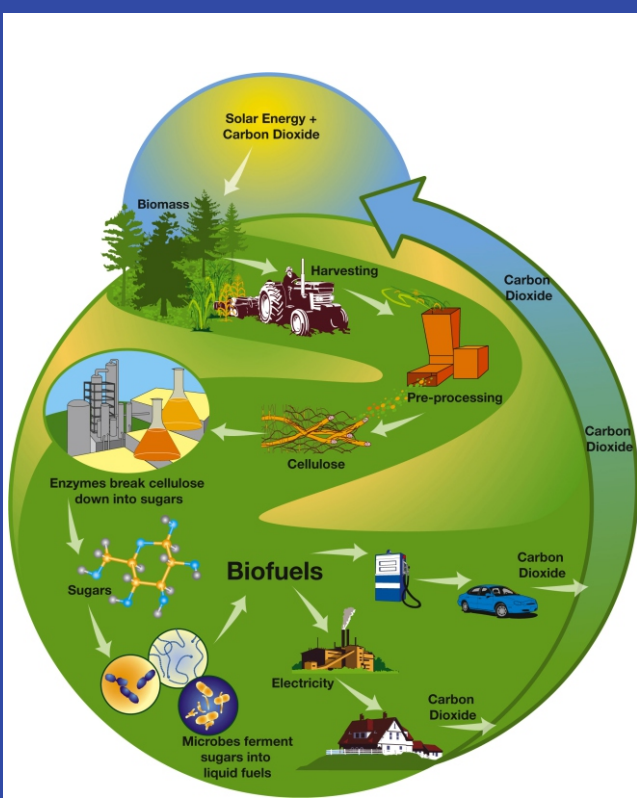 Solar Energy +
Carbon Dioxide
Biomass
Harvesting
Carbon
Dioxide
Pre-processing
Carbon
Dioxide
Cellulose
Enzymes break cellulose
down into sugars
Sugars
Biofuels
Carbon
Dioxide
Electricity
Carbon
Dioxide
Microbes ferment
sugars into
liquid fuels